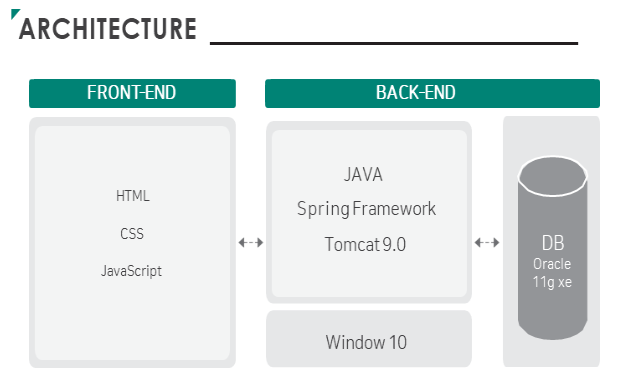 ARCHITECTURE
FRONT-END
HTML
CSS
JavaScript
BACK-END
JAVA
Spring Framework
Tomcat 9.0
Window 10
DB
Oracle
11g xe